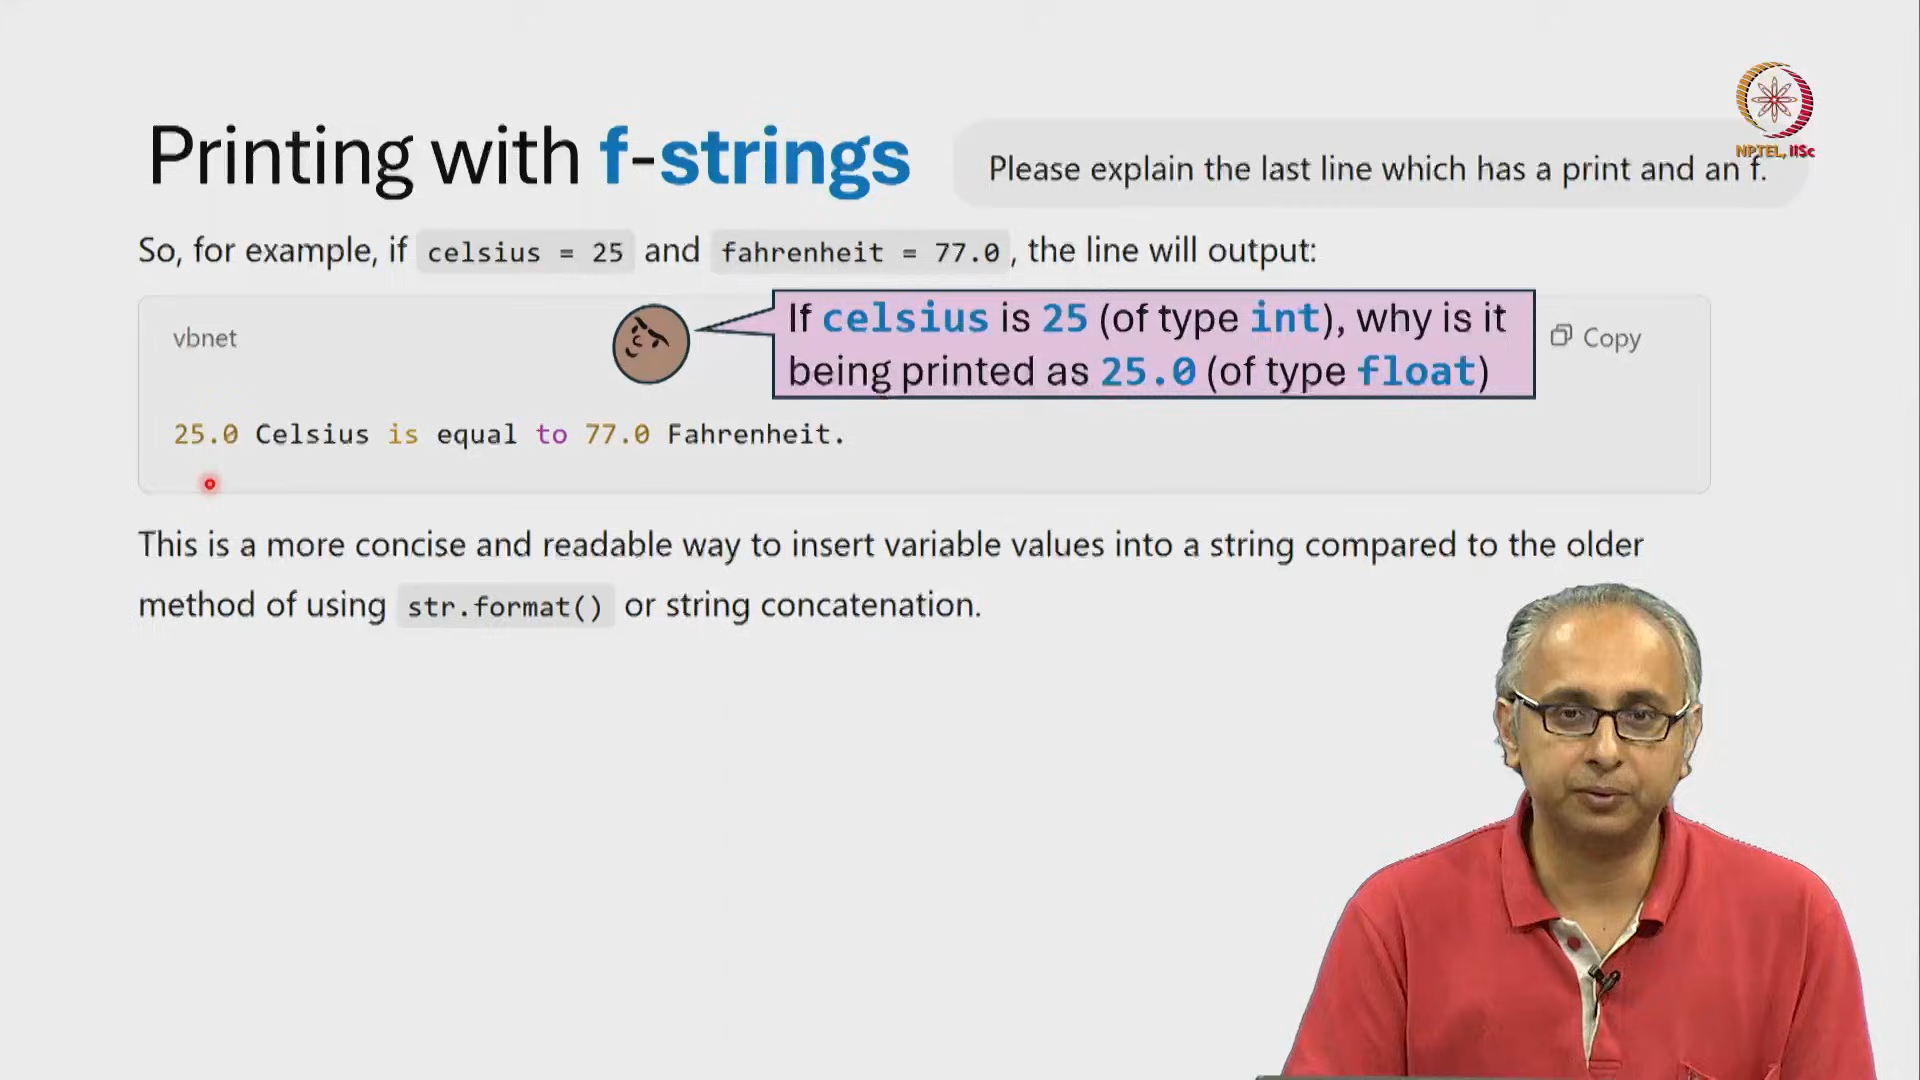 NPTEL, IISc
Printing with f-strings
Please explain the last line which has a print and an f.
So, for example, if celsius = 25 and fahrenheit = 77.0 , the line will output:
If celsius is 25 (of type int), why is it
being printed as 25.0 (of type float)
vbnet
Copy
25.0 Celsius is equal to 77.0 Fahrenheit.
This is a more concise and readable way to insert variable values into a string compared to the older
method of using str.format() or string concatenation.